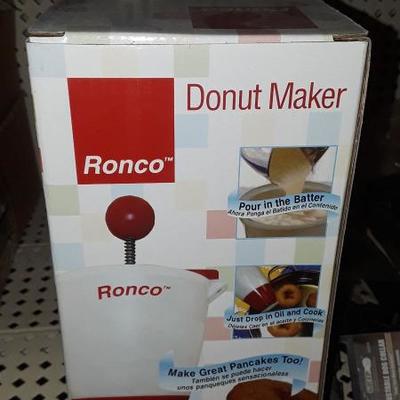 Donut Maker
Ronco™
Pour in the Batter
Ahora Ponga el Batido en el Contenido
Ronco™
Just Drop in Oil and Cook
Déjelas Caer en el aceite y Cocínelas
Make Great Pancakes Too!
También se puede hacer
unos panqueques sensacionales